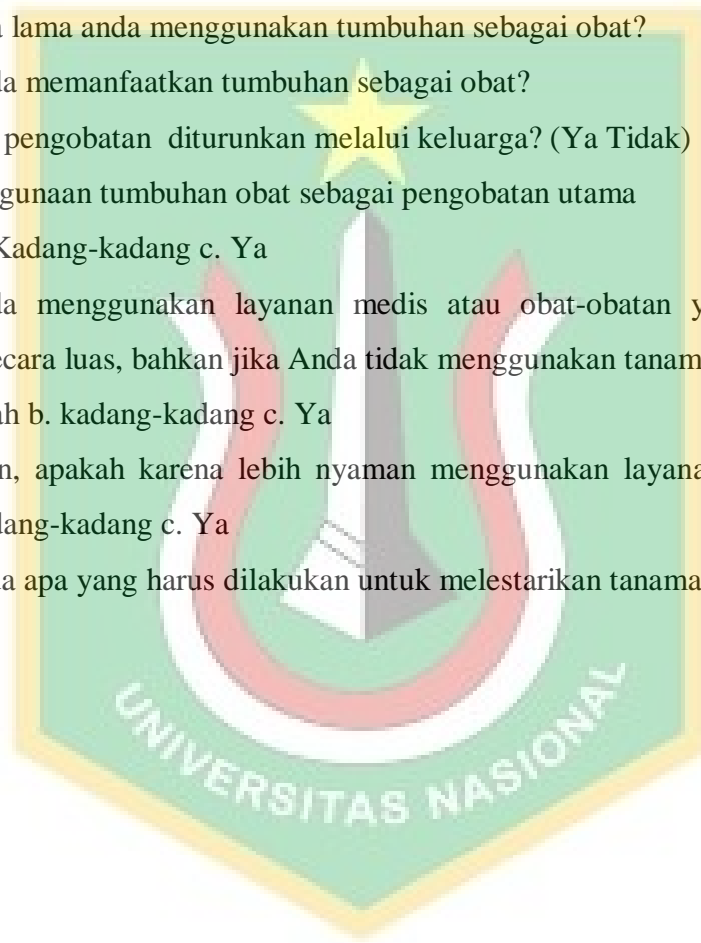 lama anda menggunakan tumbuhan sebagai obat?
memanfaatkan tumbuhan sebagai obat?
pengobatan diturunkan melalui keluarga? (Ya Tidak)
gunaan tumbuhan obat sebagai pengobatan utama
Kadang-kadang c. Ya
da menggunakan layanan medis atau obat-obatan y
ecara luas, bahkan jika Anda tidak menggunakan tanam
ah b. kadang-kadang c. Ya
n, apakah karena lebih nyaman menggunakan layana
dang-kadang c. Ya
da apa yang harus dilakukan untuk melestarikan tanama
UNIVERSITAS NASIONAL